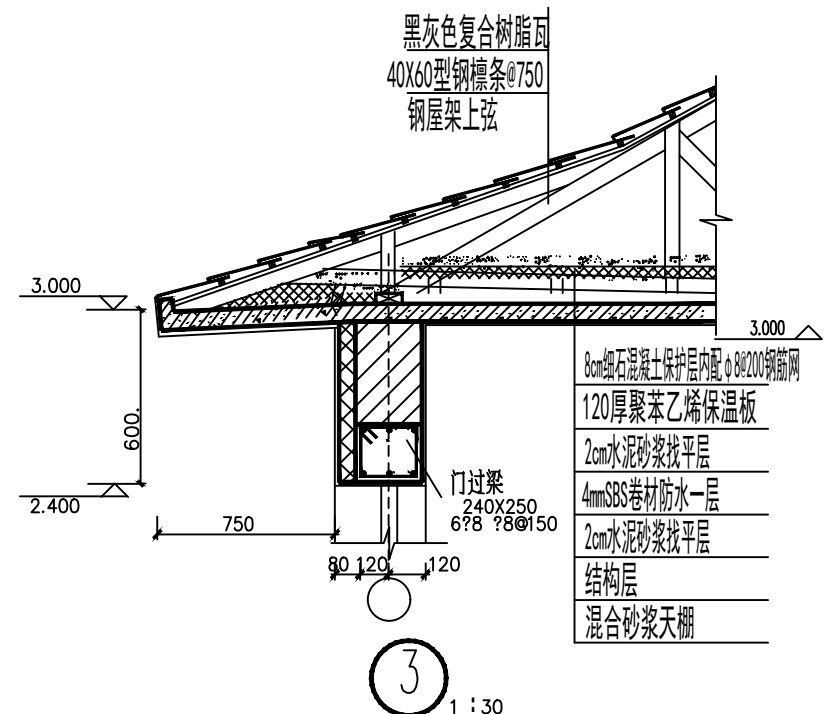 黑灰色复合树脂瓦
40X60型钢檩条@750
钢屋架上弦
3.000
3.000
8cm细石混凝土保护层内配φ8@200钢筋网
120厚聚苯乙烯保温板
2cm水泥砂浆找平层
4mmSBS卷材防水一层
2cm水泥砂浆找平层
结构层
混合砂浆天棚
600.
门过梁
240X250
6?8 ?8@150
2.400
750
80 120 120
3
1:30